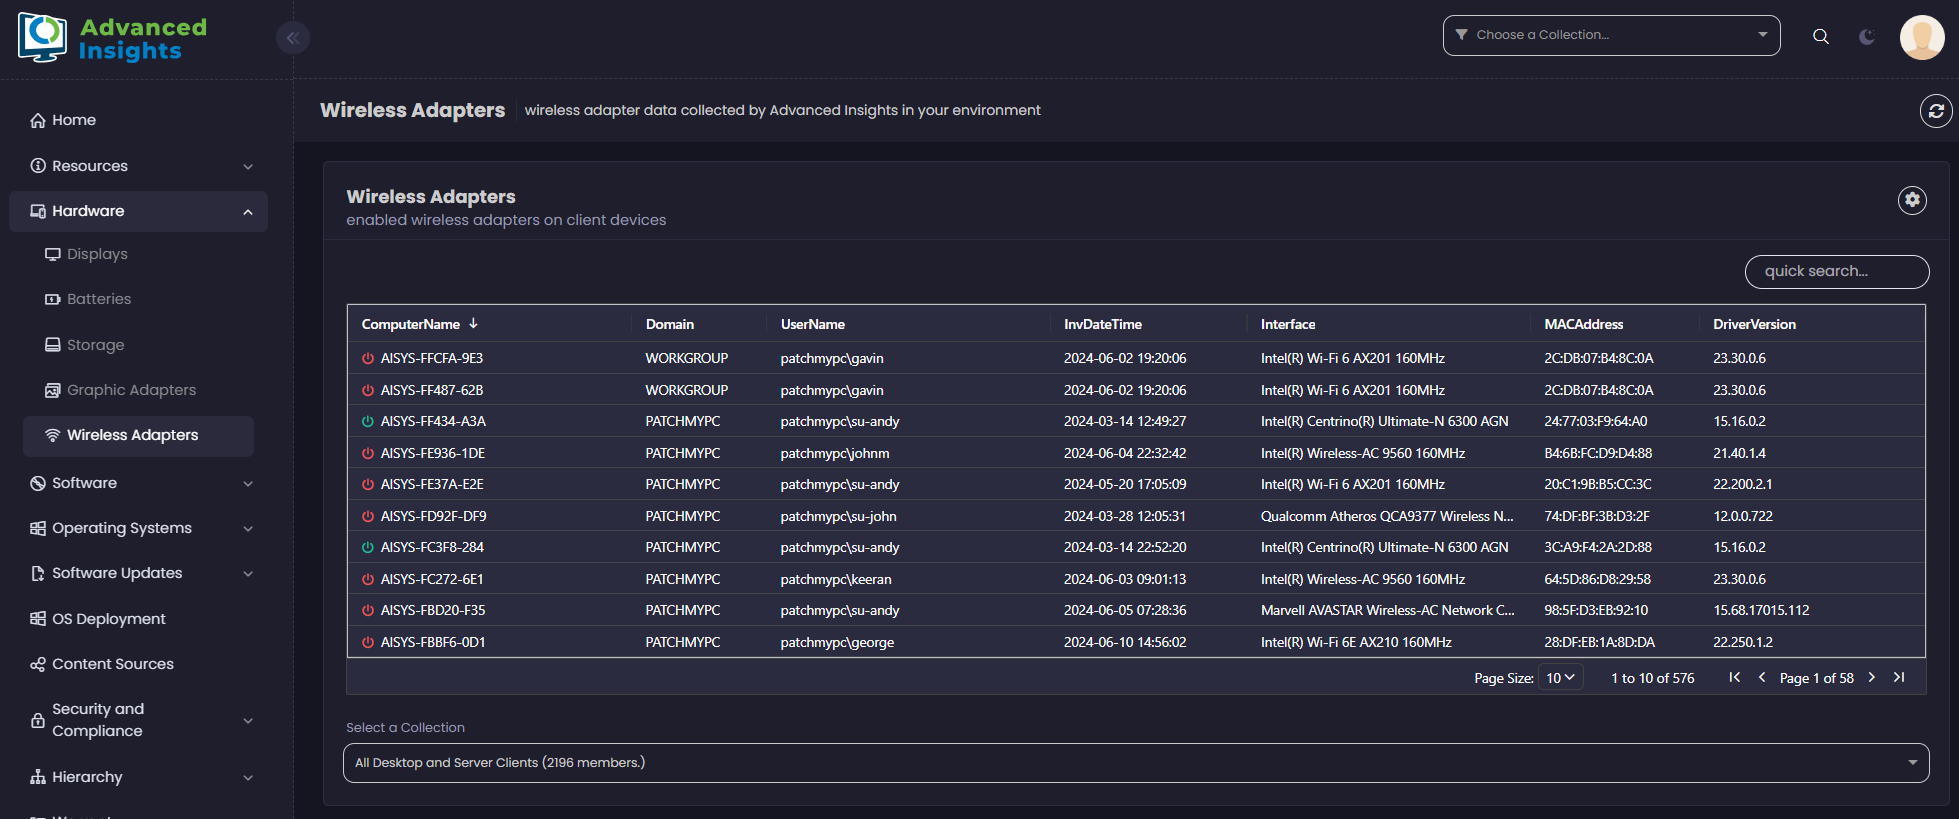 Advanced
Insights
Choose a Collection...
Home
Resources
Hardware
Displays
Batteries
Storage
Graphic Adapters
Wireless Adapters
Software
Operating Systems
Software Updates
OS Deployment
Content Sources
Security and
Compliance
Hierarchy
Wireless Adapters wireless adapter data collected by Advanced Insights in your environment
Wireless Adapters
enabled wireless adapters on client devices
quick search...
ComputerName Domain UserName InvDateTime Interface MACAddress DriverVersion
AISYS-FFCFA-9E3 WORKGROUP patchmypc\gavin 2024-06-02 19:20:06 Intel(R) Wi-Fi 6 AX201 160MHz 2C:DB:07:B4:8C:0A 23.30.0.6
AISYS-FF487-62B WORKGROUP patchmypc\gavin 2024-06-02 19:20:06 Intel(R) Wi-Fi 6 AX201 160MHz 2C:DB:07:B4:8C:0A 23.30.0.6
AISYS-FF434-A3A PATCHMYPC patchmypc\su-andy 2024-03-14 12:49:27 Intel(R) Centrino(R) Ultimate-N 6300 AGN 24:77:03:F9:64:A0 15.16.0.2
AISYS-FE936-1DE PATCHMYPC patchmypc\johnm 2024-06-04 22:32:42 Intel(R) Wireless-AC 9560 160MHz B4:6B:FC:D9:D4:88 21.40.1.4
AISYS-FE37A-E2E PATCHMYPC patchmypc\su-andy 2024-05-20 17:05:09 Intel(R) Wi-Fi 6 AX201 160MHz 20:C1:9B:B5:CC:3C 22.200.2.1
AISYS-FD92F-DF9 PATCHMYPC patchmypc\su-john 2024-03-28 12:05:31 Qualcomm Atheros QCA9377 Wireless N... 74:DF:BF:3B:D3:2F 12.0.0.722
AISYS-FC3F8-284 PATCHMYPC patchmypc\su-andy 2024-03-14 22:52:20 Intel(R) Centrino(R) Ultimate-N 6300 AGN 3C:A9:F4:2A:2D:88 15.16.0.2
AISYS-FC272-6E1 PATCHMYPC patchmypc\keeran 2024-06-03 09:01:13 Intel(R) Wireless-AC 9560 160MHz 64:5D:86:D8:29:58 23.30.0.6
AISYS-FBD20-F35 PATCHMYPC patchmypc\su-andy 2024-06-05 07:28:36 Marvell AVASTAR Wireless-AC Network C... 98:5F:D3:EB:92:10 15.68.17015.112
AISYS-FBBF6-0D1 PATCHMYPC patchmypc\george 2024-06-10 14:56:02 Intel(R) Wi-Fi 6E AX210 160MHz 28:DF:EB:1A:8D:DA 22.250.1.2
Page Size: 10 1 to 10 of 576 Page 1 of 58
Select a Collection
All Desktop and Server Clients (2196 members.)